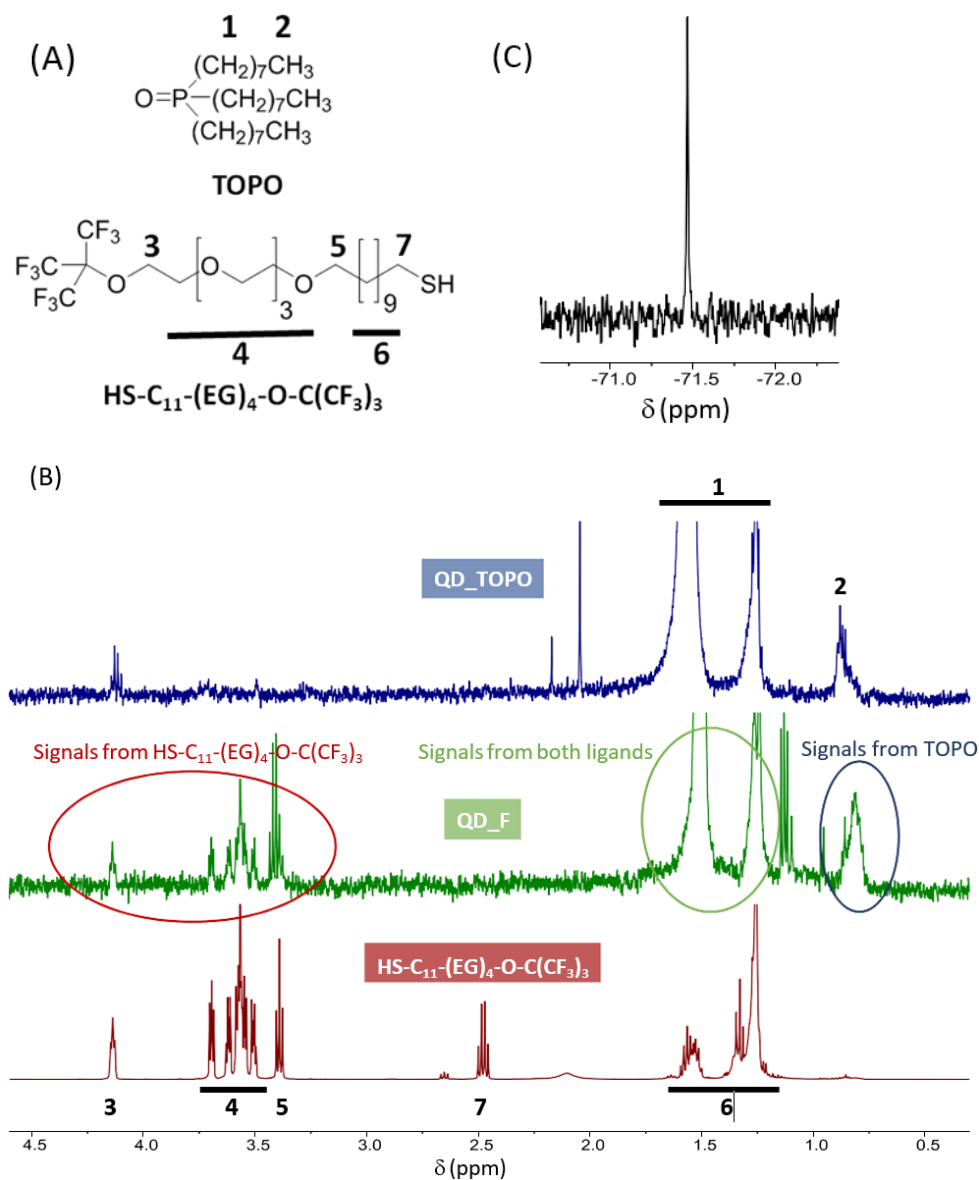 (A)
1 2
(CH₂)₇CH₃
O=P—(CH₂)₇CH₃
(CH₂)₇CH₃
TOPO
CF₃ 3 5 7
F₃C O O O SH
F₃C 3 9
4 6
HS-C₁₁-(EG)₄-O-C(CF₃)₃
(C)
-71.0 -71.5 -72.0
δ (ppm)
(B)
1
QD_TOPO
2
Signals from HS-C₁₁-(EG)₄-O-C(CF₃)₃
Signals from both ligands
Signals from TOPO
QD_F
HS-C₁₁-(EG)₄-O-C(CF₃)₃
3 4 5 7 6
4.5 4.0 3.5 3.0 2.5 2.0 1.5 1.0 0.5
δ (ppm)